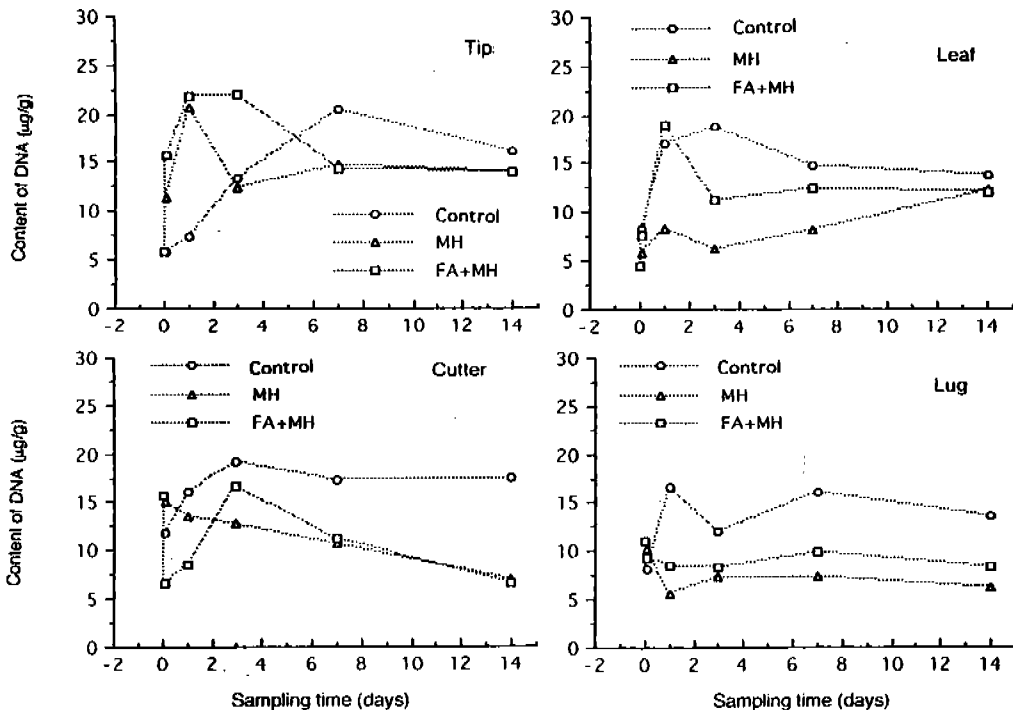 Content of DNA (µg/g)
30
25
20
15
10
5
0
Tip
Control
MH
FA+MH
-2 0 2 4 6 8 10 12 14
30
25
20
15
10
5
0
Control
MH
FA+MH
Leaf
-2 0 2 4 6 8 10 12 14
Content of DNA (µg/g)
30
25
20
15
10
5
0
Control
MH
FA+MH
Cutter
-2 0 2 4 6 8 10 12 14
Sampling time (days)
30
25
20
15
10
5
0
Control
MH
FA+MH
Lug
-2 0 2 4 6 8 10 12 14
Sampling time (days)